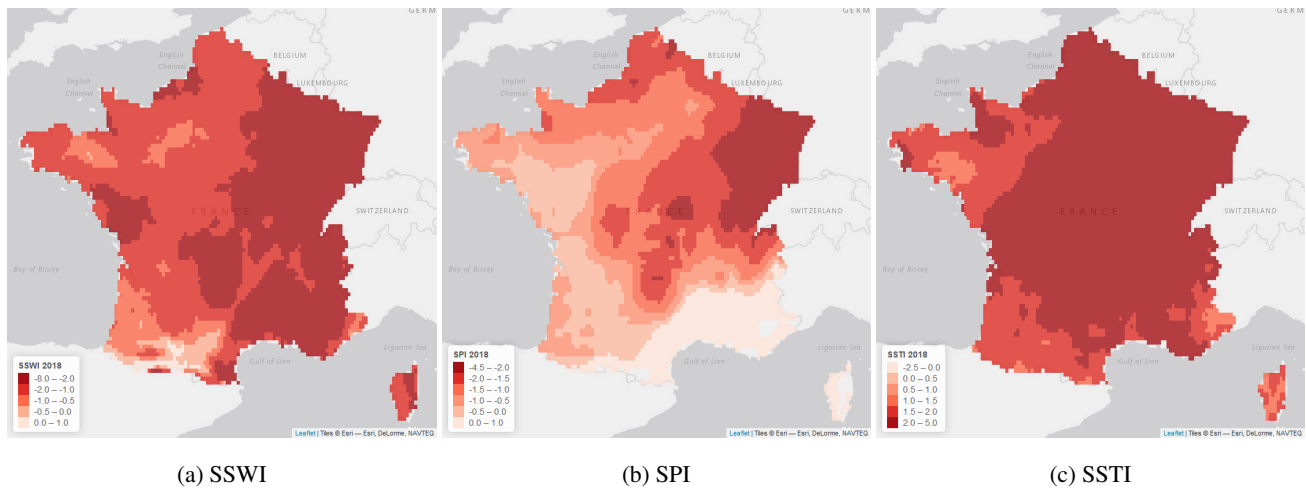 GERM
English
Channel
BELGIUM
LUXEMBOURG
English
Channel
FRANCE
SWITZERLAND
Bay of Biscay
Gulf of Lion
Ligurian Sea
SSWI 2018
-8.0 – -2.0
-2.0 – -1.0
-1.0 – -0.5
-0.5 – 0.0
0.0 – 1.0
Leaflet | Tiles © Esri — Esri, DeLorme, NAVTEQ
(a) SSWI
GERM
English
Channel
BELGIUM
LUXEMBOURG
English
Channel
FRANCE
SWITZERLAND
Bay of Biscay
Gulf of Lion
Ligurian Sea
SPI 2018
-4.5 – -2.0
-2.0 – -1.5
-1.5 – -1.0
-1.0 – -0.5
-0.5 – 0.0
0.0 – 1.0
Leaflet | Tiles © Esri — Esri, DeLorme, NAVTEQ
(b) SPI
GERM
English
Channel
BELGIUM
LUXEMBOURG
English
Channel
FRANCE
SWITZERLAND
Bay of Biscay
Gulf of Lion
Ligurian Sea
SSTI 2018
-2.5 – 0.0
0.0 – 0.5
0.5 – 1.0
1.0 – 1.5
1.5 – 2.0
2.0 – 5.0
Leaflet | Tiles © Esri — Esri, DeLorme, NAVTEQ
(c) SSTI